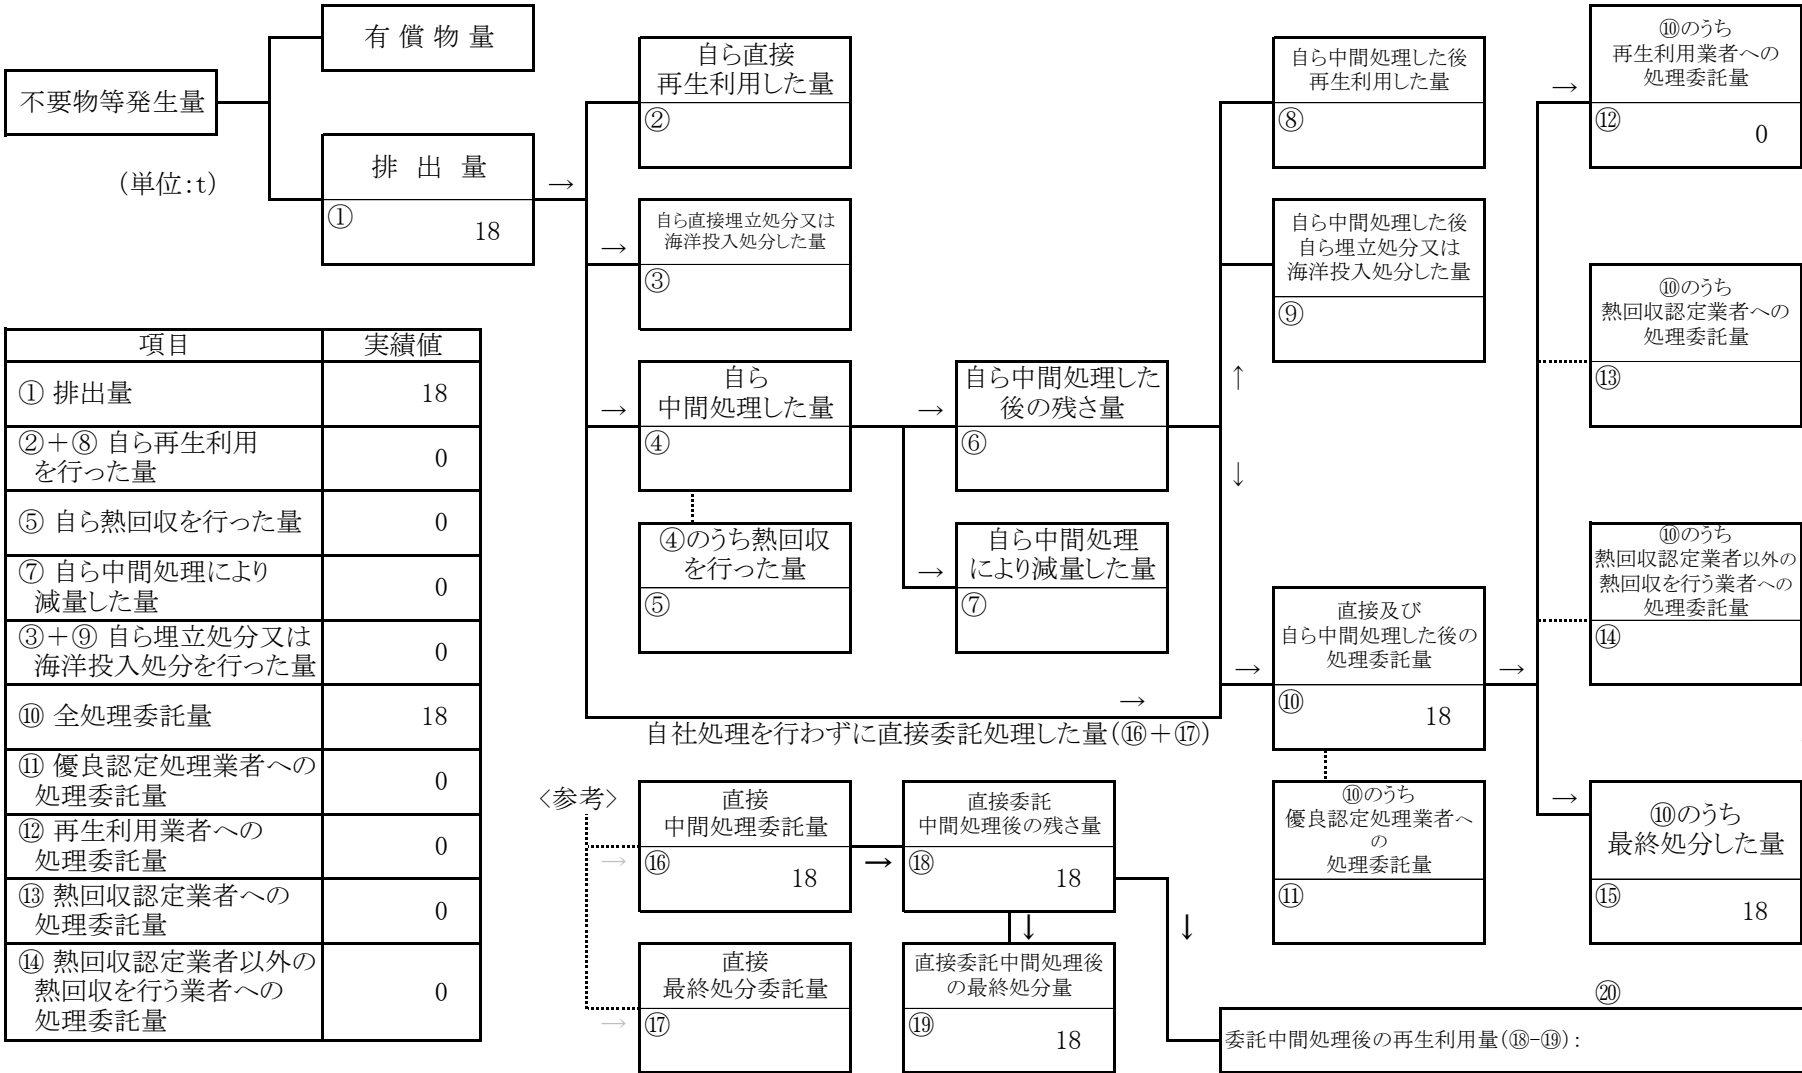 有 償 物 量
不要物等発生量
(単位:t)
排 出 量
→
①
18
項目 実績値
① 排出量 18
②+⑧ 自ら再生利用
を行った量
0
⑤ 自ら熱回収を行った量 0
⑦ 自ら中間処理により
減量した量
0
③+⑨ 自ら埋立処分又は
海洋投入処分を行った量
0
⑩ 全処理委託量 18
⑪ 優良認定処理業者への
処理委託量
0
⑫ 再生利用業者への
処理委託量
0
⑬ 熱回収認定業者への
処理委託量
0
⑭ 熱回収認定業者以外の
熱回収を行う業者への
処理委託量
0
自ら直接
再生利用した量
②
→
自ら直接埋立処分又は
海洋投入処分した量
③
→
自ら
中間処理した量
④
④のうち熱回収
を行った量
⑤
→
自ら中間処理した
後の残さ量
⑥
→
自ら中間処理
により減量した量
⑦
→
自社処理を行わずに直接委託処理した量(⑯+⑰)
自ら中間処理した後
再生利用した量
⑧
自ら中間処理した後
自ら埋立処分又は
海洋投入処分した量
⑨
↑
↓
→
直接及び
自ら中間処理した後の
処理委託量
⑩
18
→
⑩のうち
優良認定処理業者へ
の
処理委託量
⑪
→
⑩のうち
再生利用業者への
処理委託量
⑫
0
⑩のうち
熱回収認定業者への
処理委託量
⑬
⑩のうち
熱回収認定業者以外の
熱回収を行う業者への
処理委託量
⑭
→
⑩のうち
最終処分した量
⑮
18
〈参考〉
→
直接
中間処理委託量
⑯
18
→
直接委託
中間処理後の残さ量
⑱
18
→
直接
最終処分委託量
⑰
↓
直接委託中間処理後
の最終処分量
⑲
18
↓
⑳
委託中間処理後の再生利用量(⑱-⑲):